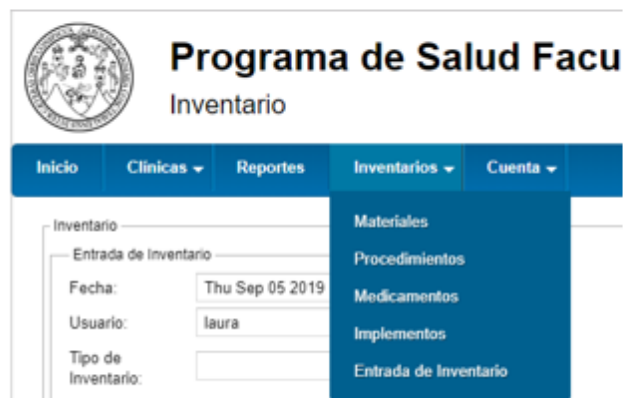 Programa de Salud Facu
Inventario
Inicio Clinicas Reportes Inventarios Cuenta
Materiales
Procedimientos
Medicamentos
Implementos
Entrada de Inventario
Inventario
Entrada de Inventario
Fecha: Thu Sep 05 2019
Usuario: laura
Tipo de
Inventario: